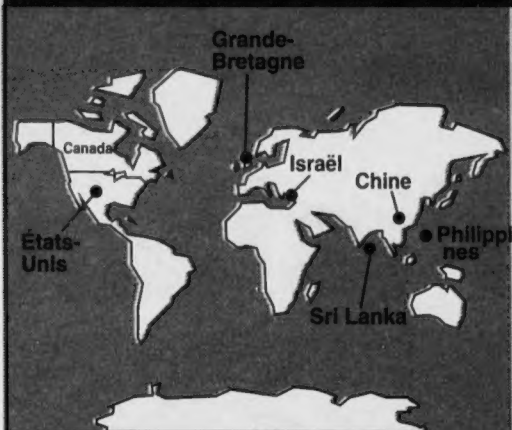 Grande-
Bretagne
Canada
Israël
Chine
États-
Unis
Philippi
nes
Sri Lanka